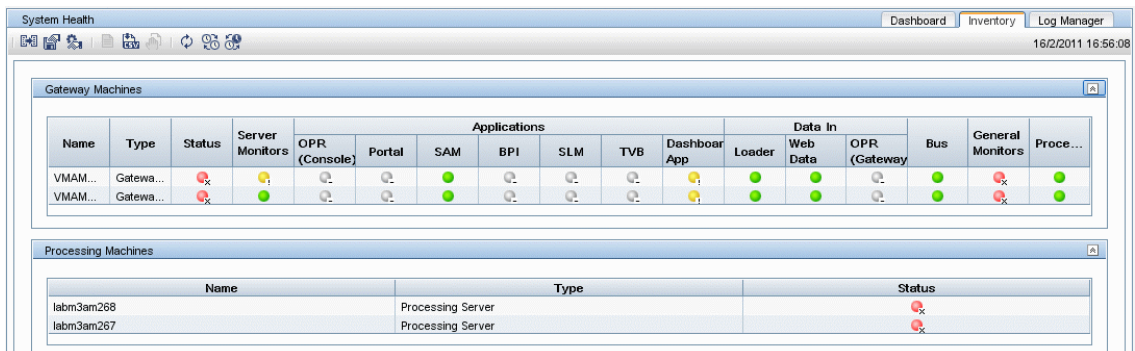 System Health
Dashboard Inventory Log Manager
CSV
16/2/2011 16:56:08
Gateway Machines
Name Type Status Server Monitors Applications Data In Bus General Monitors Proce...
OPR (Console) Portal SAM BPI SLM TVB Dashboar App Loader Web Data OPR (Gateway
VMAM... Gatewa...
VMAM... Gatewa...
Processing Machines
Name Type Status
labm3am268 Processing Server
labm3am267 Processing Server